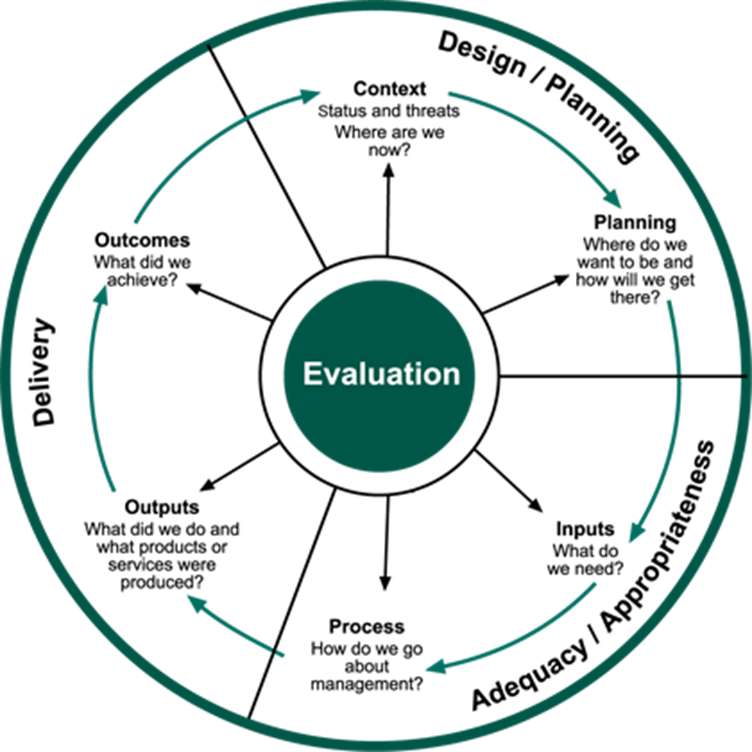 Design / Planning
Context
Status and threats
Where are we
now?
Planning
Where do we
want to be and
how will we get
there?
Adequacy / Appropriateness
Inputs
What do
we need?
Process
How do we go
about
management?
Delivery
Outputs
What did we do and
what products or
services were
produced?
Outcomes
What did we
achieve?
Evaluation